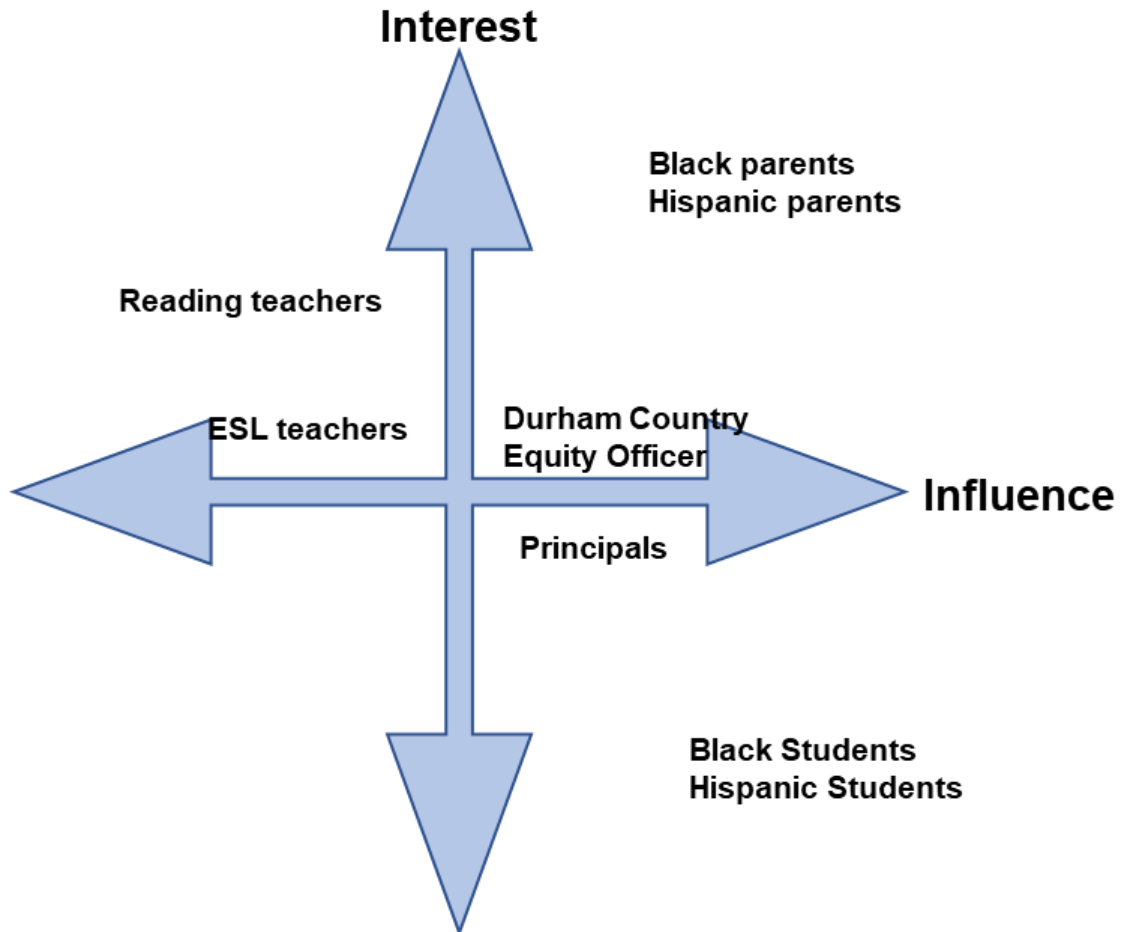 Interest
Black parents
Hispanic parents
Reading teachers
ESL teachers
Durham Country
Equity Officer
Influence
Principals
Black Students
Hispanic Students